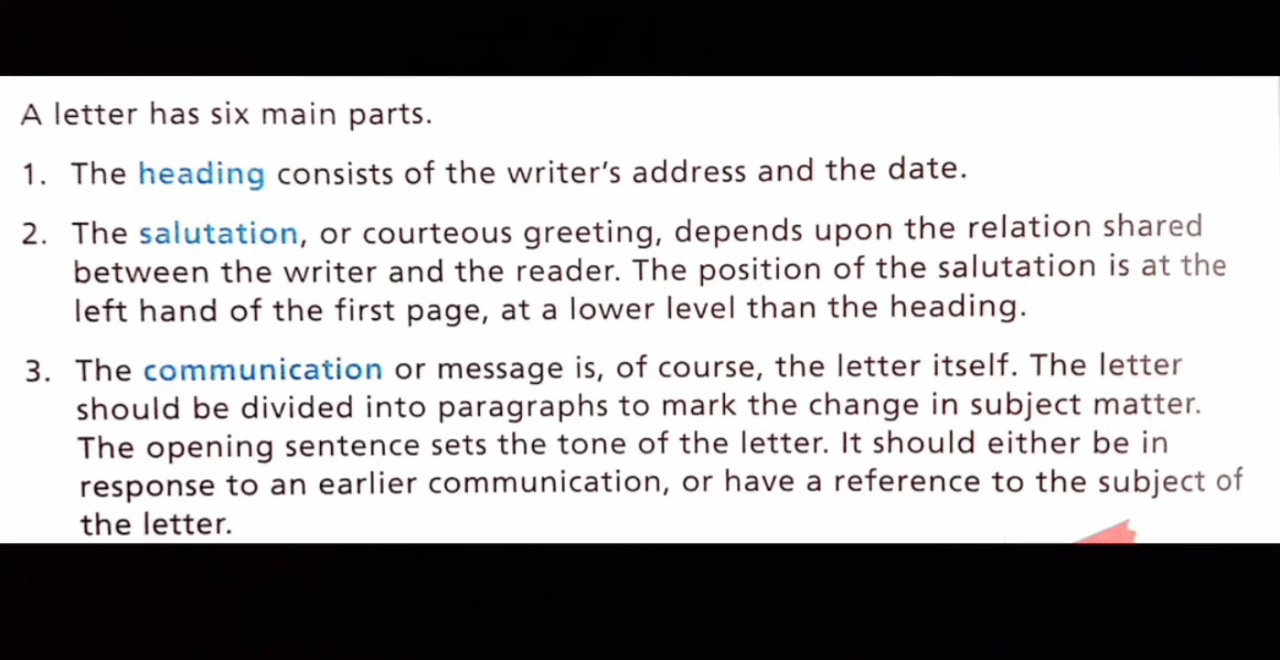 A letter has six main parts.
1. The heading consists of the writer's address and the date.
2. The salutation, or courteous greeting, depends upon the relation shared
between the writer and the reader. The position of the salutation is at the
left hand of the first page, at a lower level than the heading.
3. The communication or message is, of course, the letter itself. The letter
should be divided into paragraphs to mark the change in subject matter.
The opening sentence sets the tone of the letter. It should either be in
response to an earlier communication, or have a reference to the subject of
the letter.